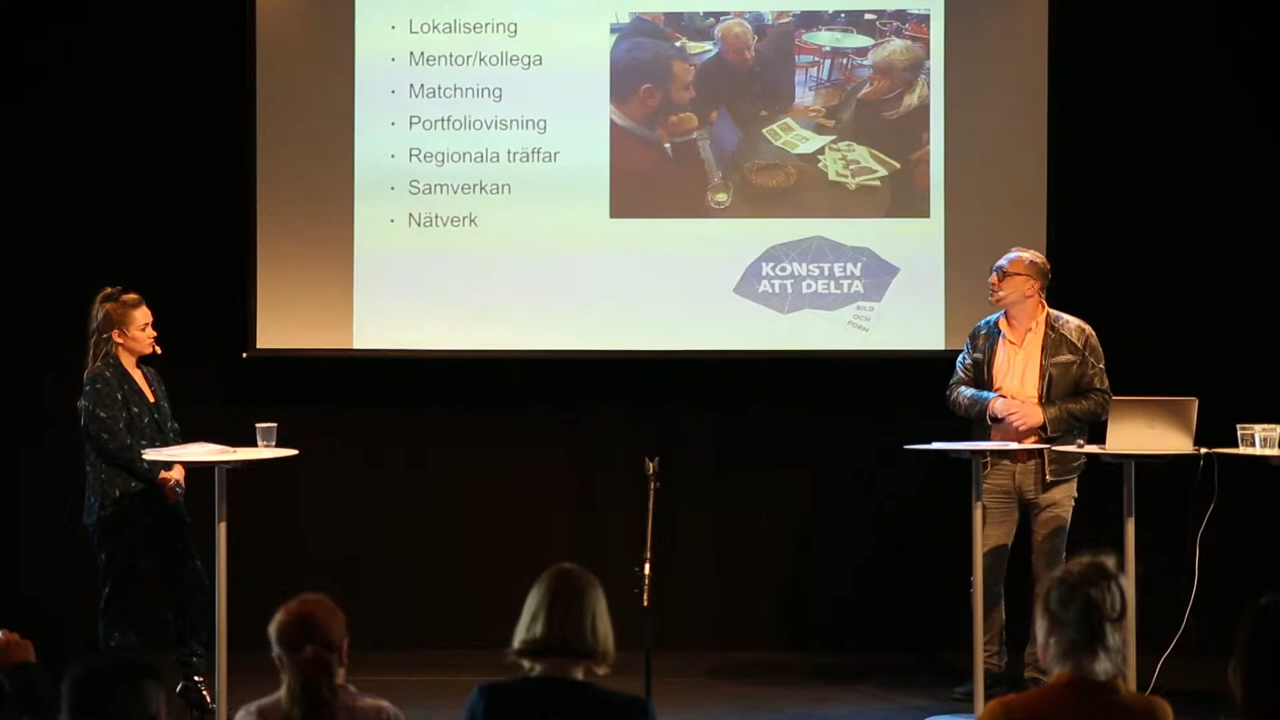 Lokalisering
Mentor/kollega
Matchning
Portfoliovisning
Regionala träffar
Samverkan
Nätverk
KONSTEN
ATT DELTA
BILD
OCH
FORM